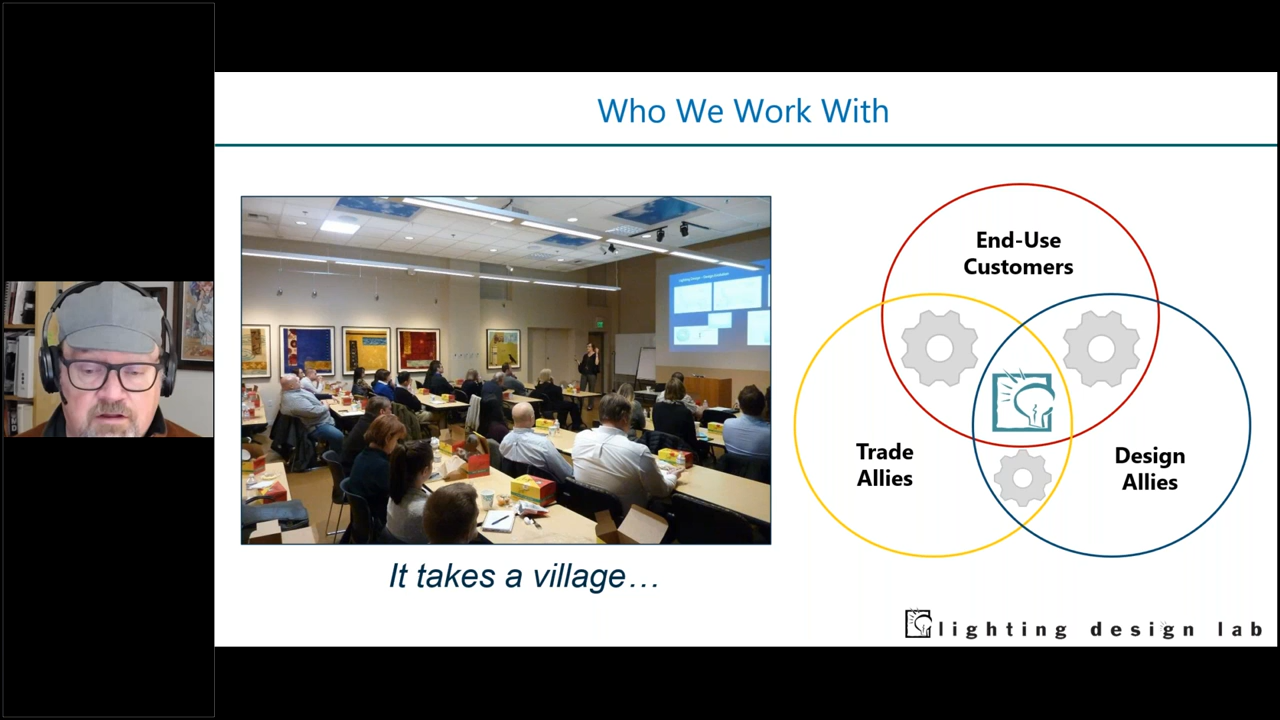 Who We Work With
End-Use
Customers
Trade
Allies
Design
Allies
It takes a village…
lighting design lab